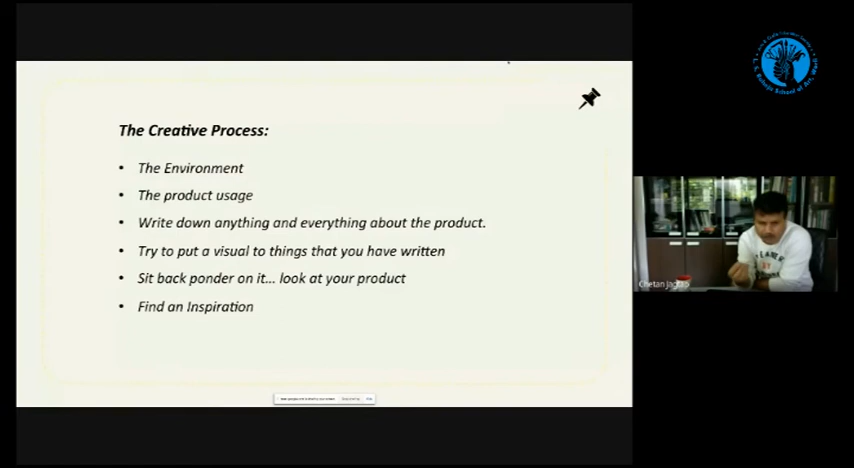 The Creative Process:
• The Environment
• The product usage
• Write down anything and everything about the product.
• Try to put a visual to things that you have written
• Sit back ponder on it... look at your product
• Find an Inspiration